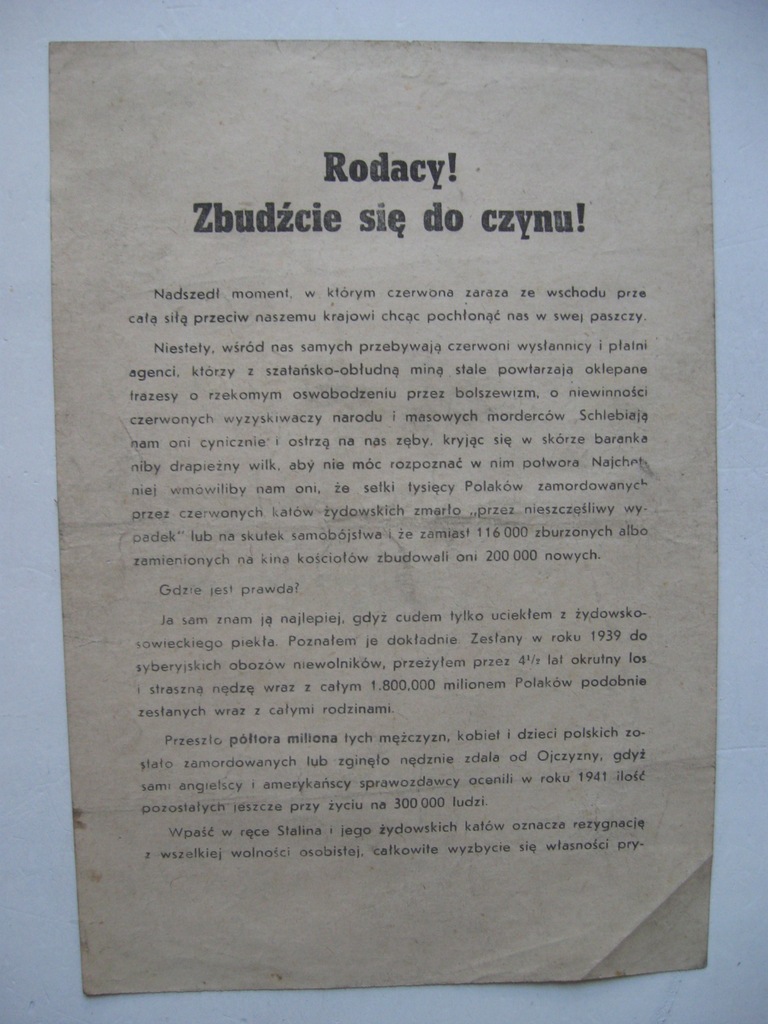 Rodacy!
Zbudźcie się do czynu!
Nadszedł moment, w którym czerwona zaraza ze wschodu prze
całą siłą przeciw naszemu krajowi chcąc pochłonąć nas w swej paszczy.
Niestety, wśród nas samych przebywają czerwoni wysłannicy i płatni
agenci, którzy z szatańsko-obłudną miną stale powtarzają oklepane
frazesy o rzekomym oswobodzeniu przez bolszewizm, o niewinności
czerwonych wyzyskiwaczy narodu i masowych morderców Schlebiają
nam oni cynicznie i ostrzą na nas zęby, kryjąc się w skórze baranka
niby drapieżny wilk, aby nie móc rozpoznać w nim potwora Najchęt-
niej wmówiliby nam oni, że setki tysięcy Polaków zamordowanych
przez czerwonych katów żydowskich zmarło „przez nieszczęśliwy wy-
padek" lub na skutek samobójstwa i że zamiast 116 000 zburzonych albo
zamienionych na kina kościołów zbudowali oni 200 000 nowych.
Gdzie jest prawda?
Ja sam znam ją najlepiej, gdyż cudem tylko uciekłem z żydowsko-
sowieckiego piekła. Poznałem je dokładnie. Zesłany w roku 1939 do
syberyjskich obozów niewolników, przeżyłem przez 4¹/₂ lat okrutny los
i straszną nędzę wraz z całym 1.800,000 milionem Polaków podobnie
zesłanych wraz z całymi rodzinami.
Przeszło półtora miliona tych mężczyzn, kobiet i dzieci polskich zo-
stało zamordowanych lub zginęło nędznie zdala od Ojczyzny, gdyż
sami angielscy i amerykańscy sprawozdawcy ocenili w roku 1941 ilość
pozostałych jeszcze przy życiu na 300 000 ludzi.
Wpaść w ręce Stalina i jego żydowskich katów oznacza rezygnację
z wszelkiej wolności osobistej, całkowite wyzbycie się własności pry-